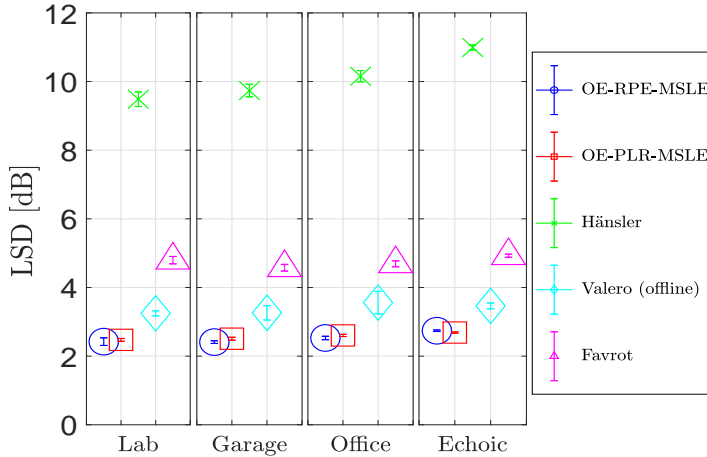 12
10
8
6
4
2
0
LSD [dB]
Lab
Garage
Office
Echoic
OE-RPE-MSLE
OE-PLR-MSLE
Hänsler
Valero (offline)
Favrot